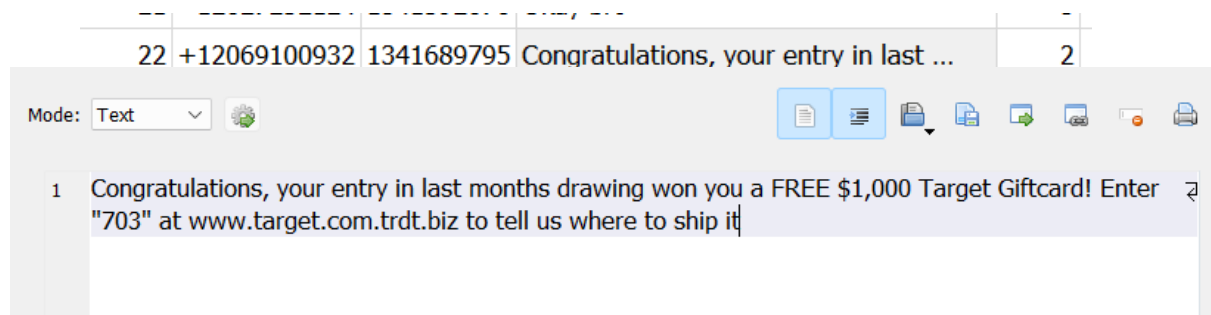 22 +12069100932 1341689795 Congratulations, your entry in last ... 2
Mode: Text
1 Congratulations, your entry in last months drawing won you a FREE $1,000 Target Giftcard! Enter
"703" at www.target.com.trdt.biz to tell us where to ship it